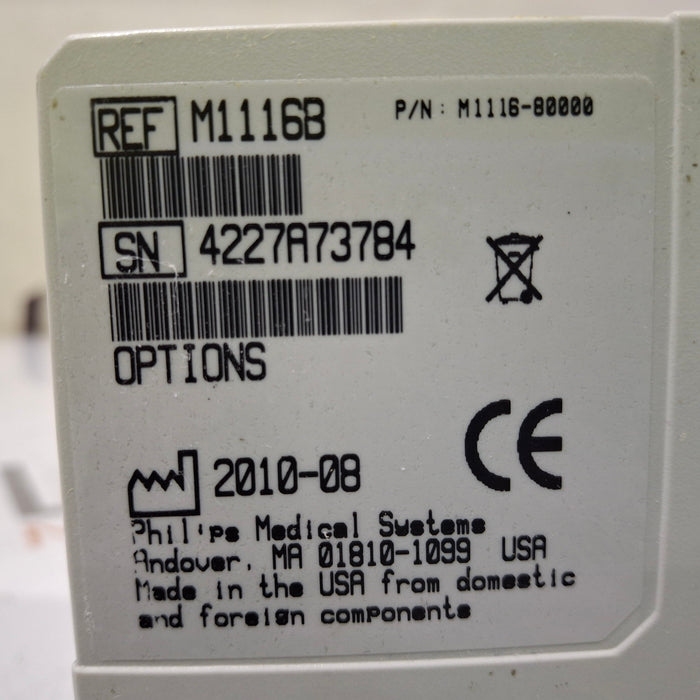 REF M1116B P/N: M1116-80000
SN 4227A73784
OPTIONS
CE
2010-08
Philips Medical Systems
Andover, MA 01810-1099 USA
Made in the USA from domestic
and foreign components